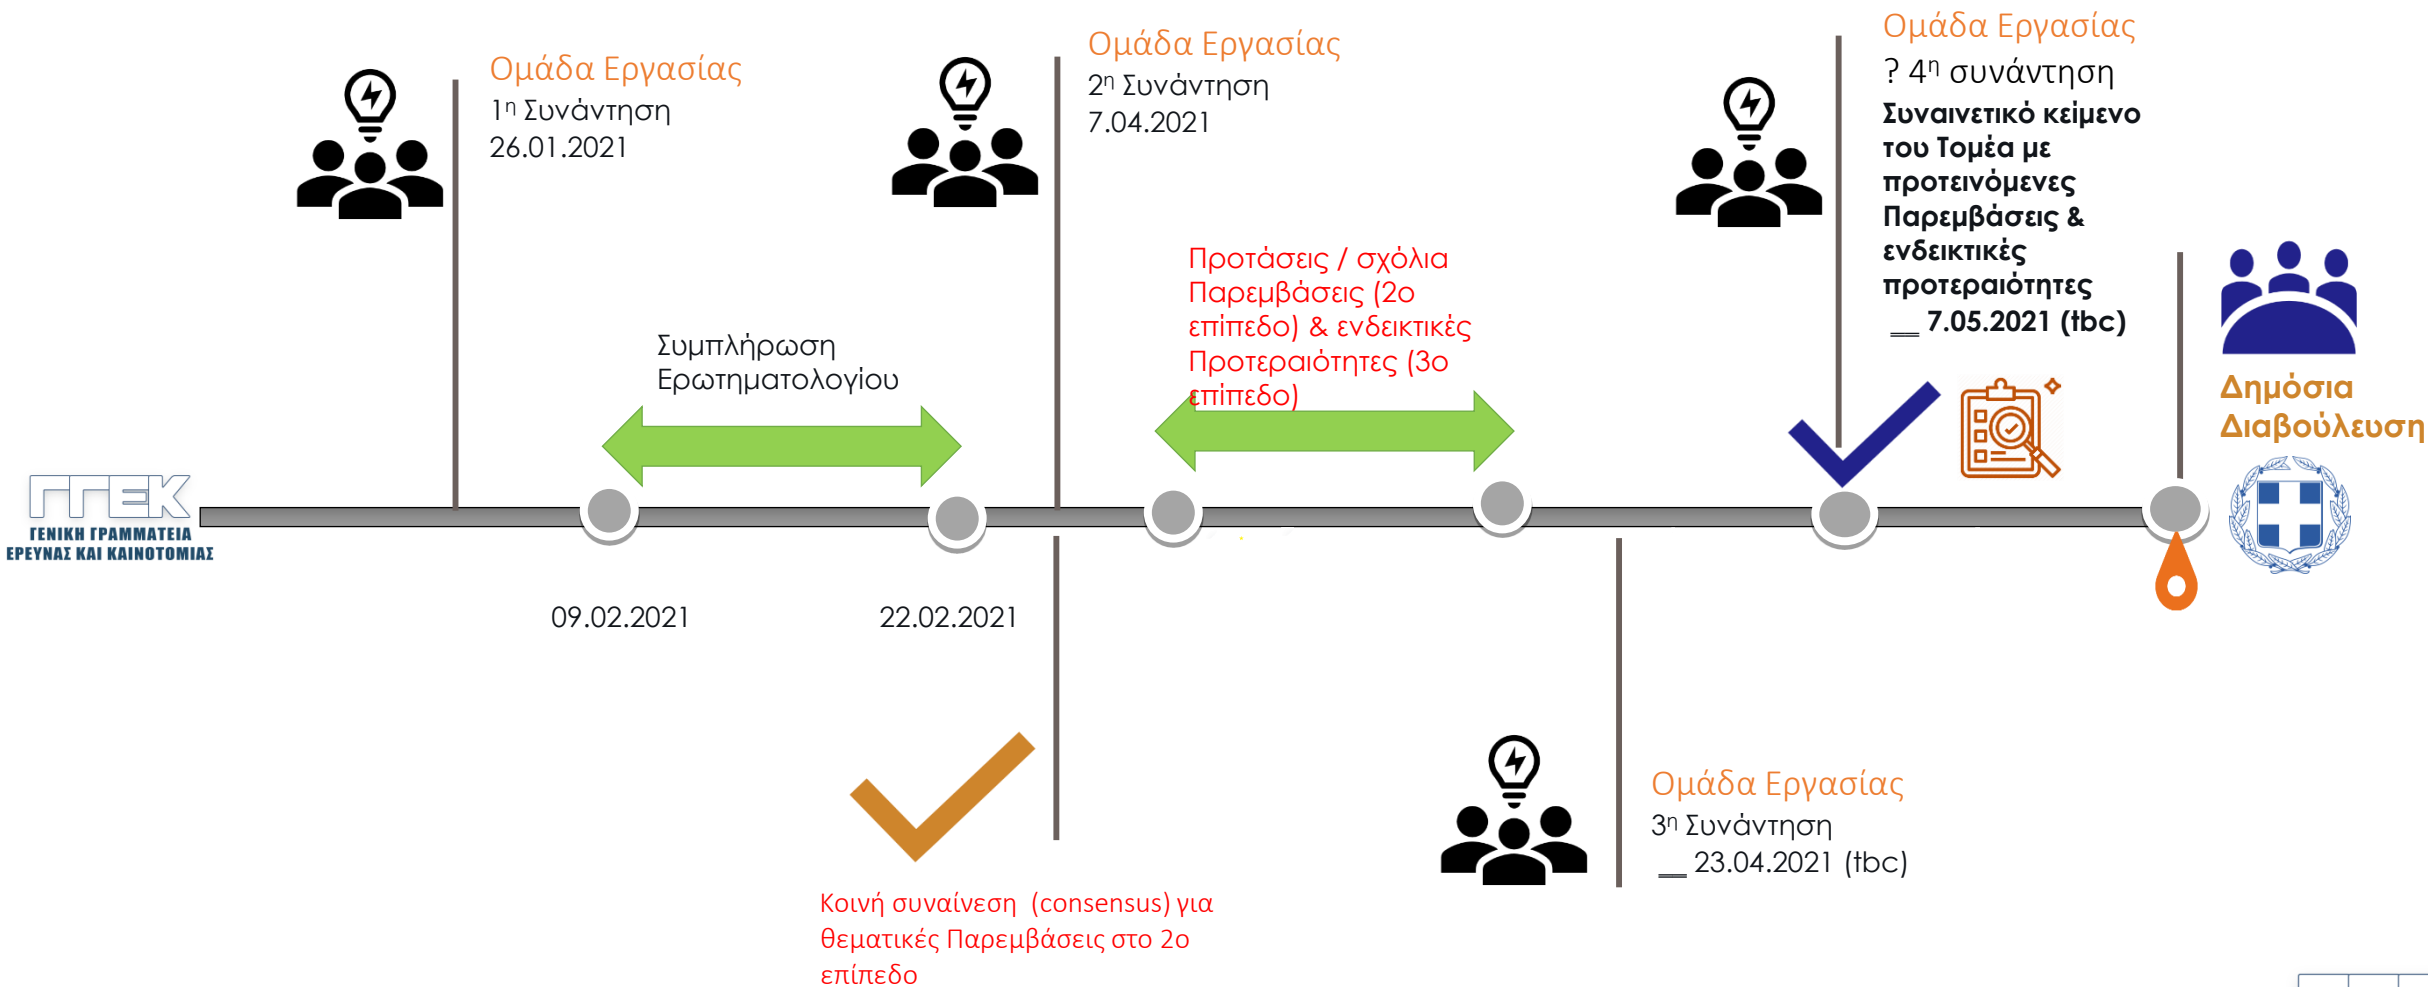 Ομάδα Εργασίας
1η Συνάντηση
26.01.2021
Ομάδα Εργασίας
2η Συνάντηση
7.04.2021
Ομάδα Εργασίας
? 4η συνάντηση
Συναινετικό κείμενο
του Τομέα με
προτεινόμενες
Παρεμβάσεις &
ενδεικτικές
προτεραιότητες
__ 7.05.2021 (tbc)
Συμπλήρωση
Ερωτηματολογίου
Προτάσεις / σχόλια
Παρεμβάσεις (2ο
επίπεδο) & ενδεικτικές
Προτεραιότητες (3ο
επίπεδο)
Δημόσια
Διαβούλευση
ΓΓΕΚ
ΓΕΝΙΚΗ ΓΡΑΜΜΑΤΕΙΑ
ΕΡΕΥΝΑΣ ΚΑΙ ΚΑΙΝΟΤΟΜΙΑΣ
09.02.2021
22.02.2021
Κοινή συναίνεση (consensus) για
θεματικές Παρεμβάσεις στο 2ο
επίπεδο
Ομάδα Εργασίας
3η Συνάντηση
__ 23.04.2021 (tbc)